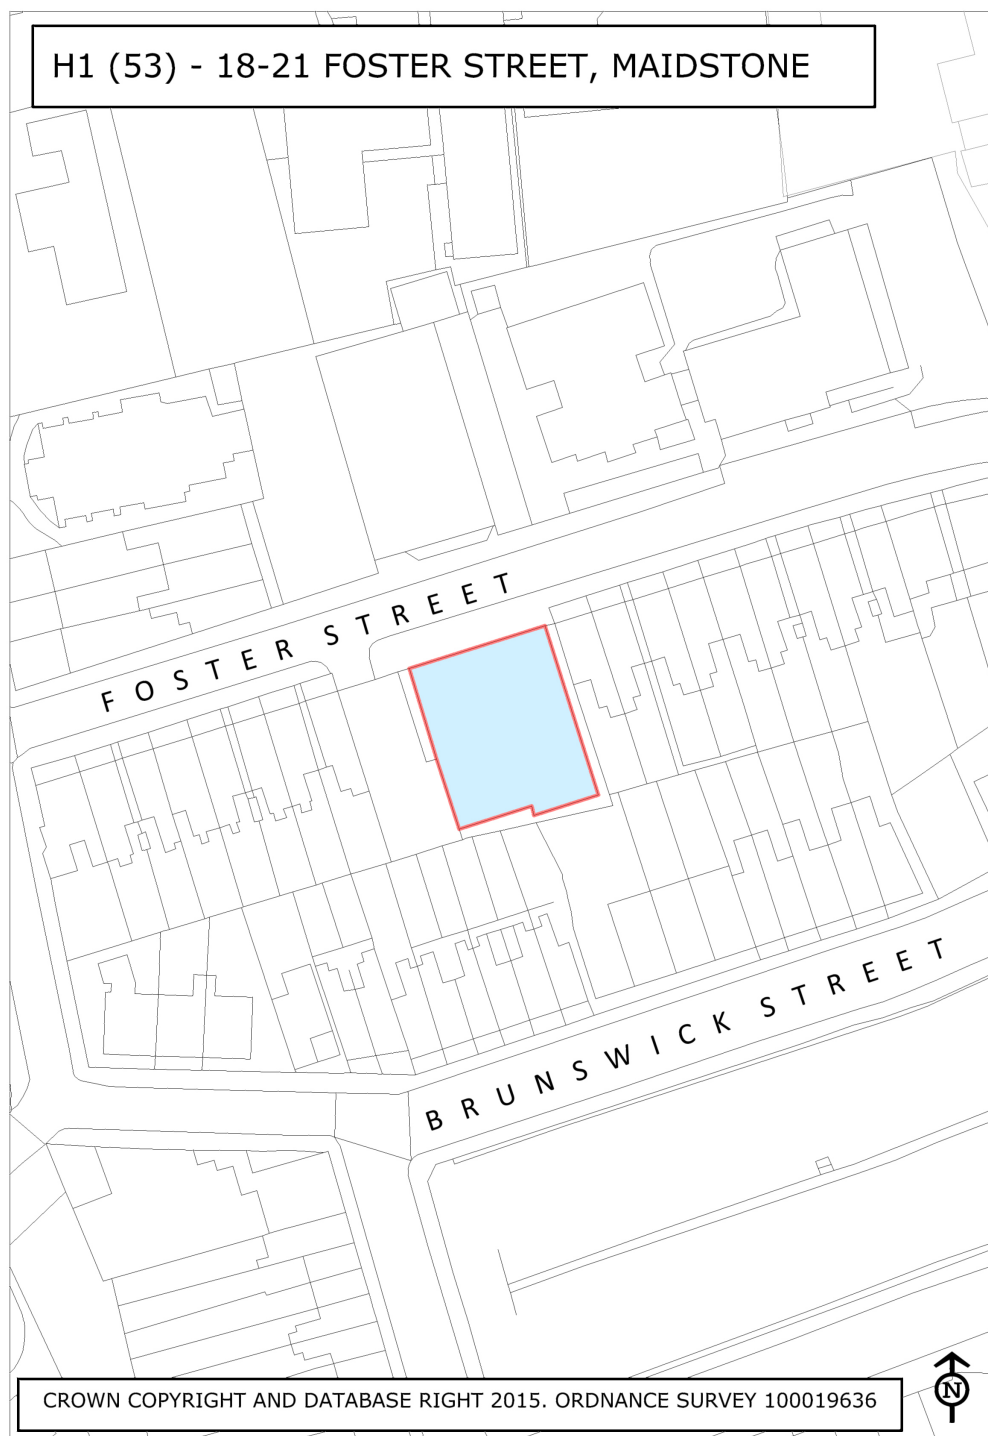 H1 (53) - 18-21 FOSTER STREET, MAIDSTONE
FOSTER STREET
BRUNSWICK STREET
N
CROWN COPYRIGHT AND DATABASE RIGHT 2015. ORDNANCE SURVEY 100019636